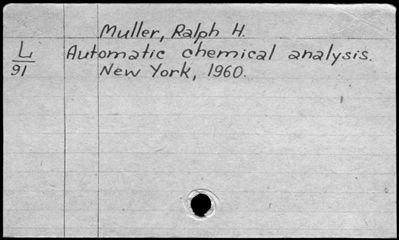 Muller, Ralph H.
L Automatic chemical analysis.
91 New York, 1960.